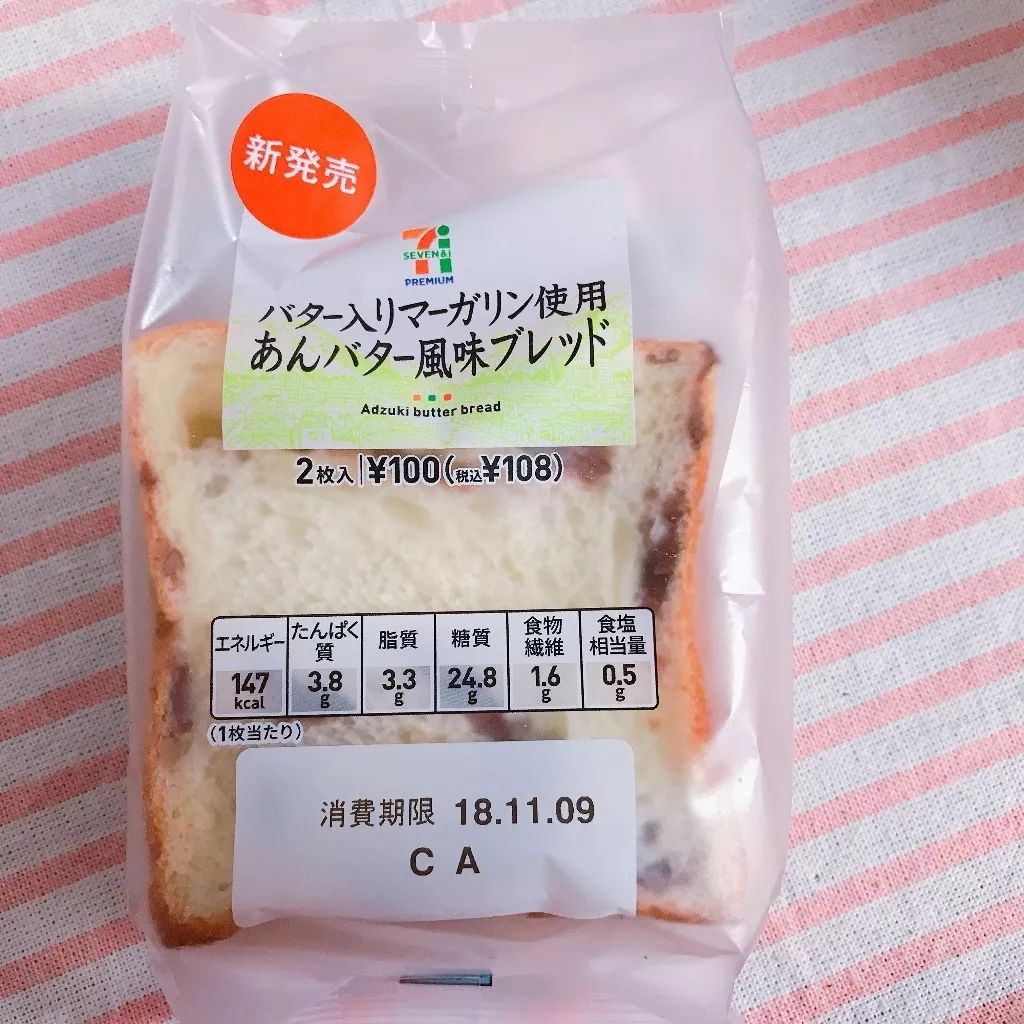 新発売
SEVEN&i
PREMIUM
バター入りマーガリン使用
あんバター風味ブレッド
Adzuki butter bread
2枚入 ¥100(税込¥108)
エネルギー たんぱく質 脂質 糖質 食物繊維 食塩相当量
147kcal 3.8g 3.3g 24.8g 1.6g 0.5g
(1枚当たり)
消費期限 18.11.09
CA